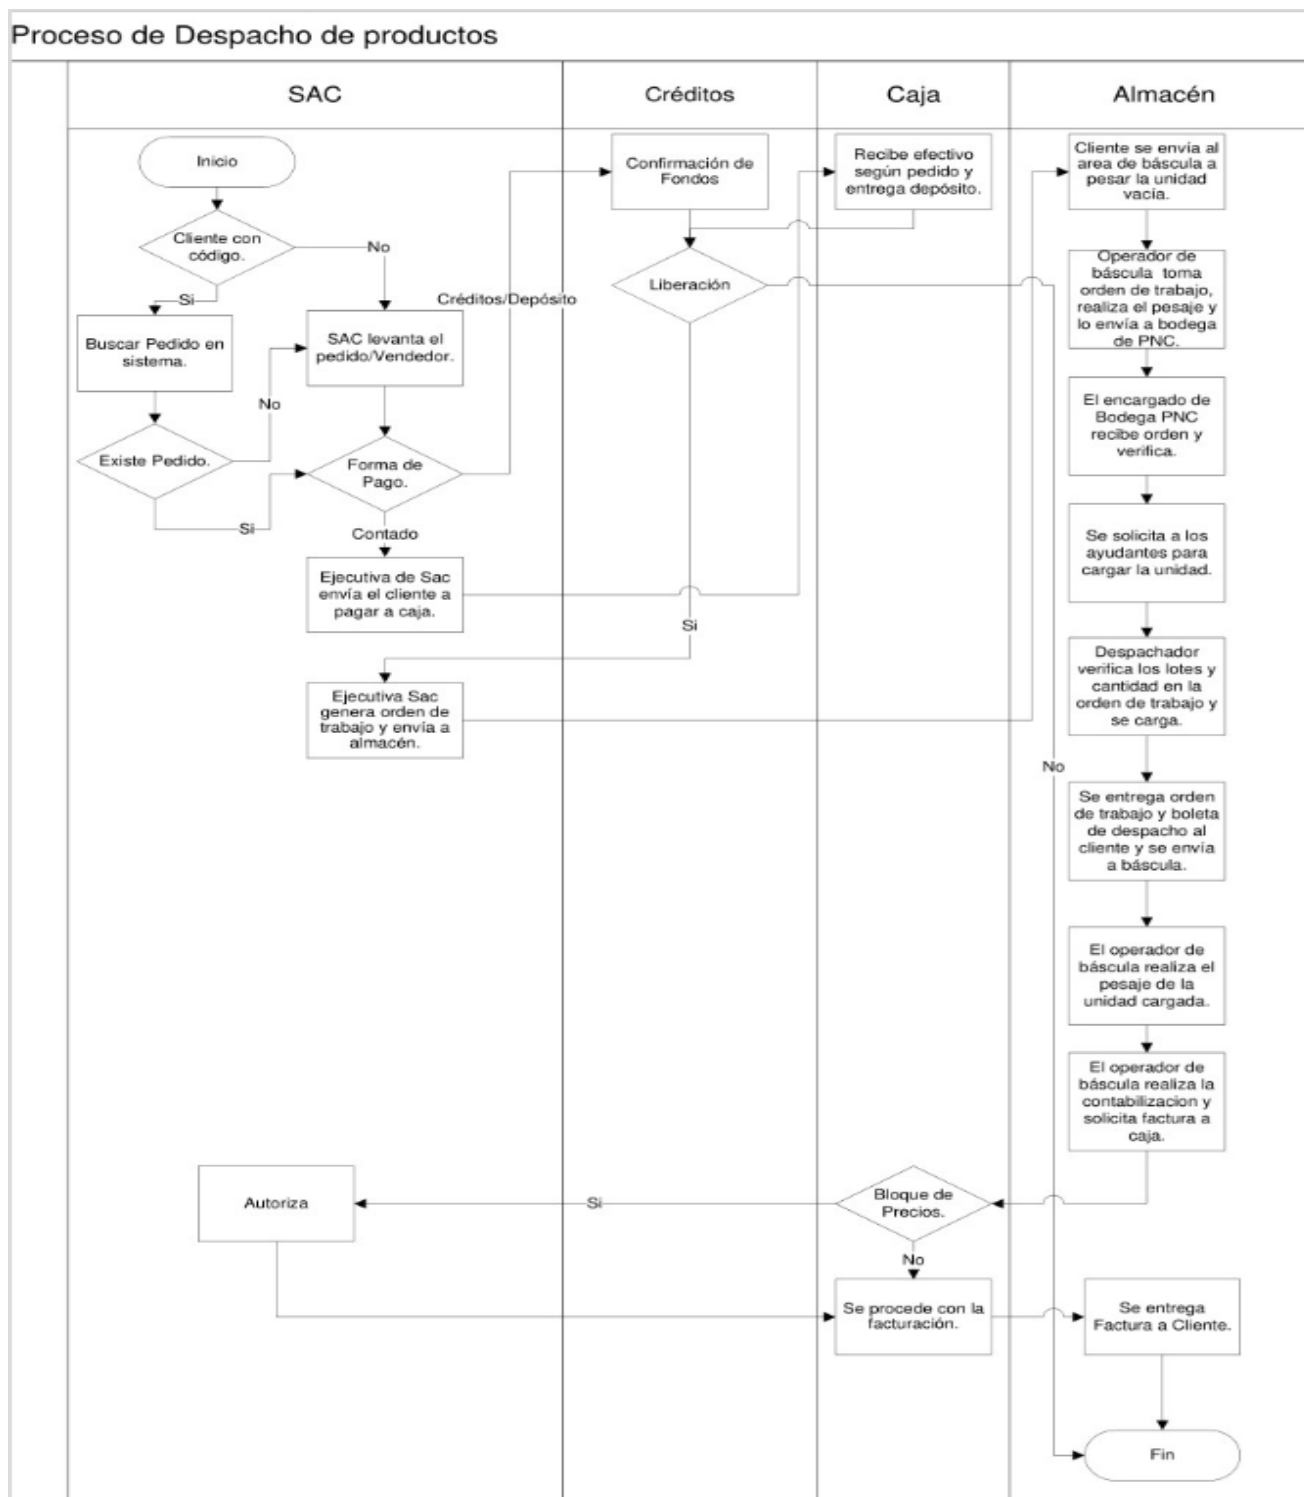 Proceso de Despacho de productos
SAC
Créditos
Caja
Almacén
Inicio
Cliente con
código.
No
Si
Buscar Pedido en
sistema.
SAC levanta el
pedido/Vendedor.
No
Existe Pedido.
Forma de
Pago.
Si
Créditos/Depósito
Contado
Ejecutiva de Sac
envía el cliente a
pagar a caja.
Ejecutiva Sac
genera orden de
trabajo y envía a
almacén.
Confirmación de
Fondos
Liberación
Si
No
Recibe efectivo
según pedido y
entrega depósito.
Cliente se envía al
area de báscula a
pesar la unidad
vacía.
Operador de
báscula toma
orden de trabajo,
realiza el pesaje y
lo envía a bodega
de PNC.
El encargado de
Bodega PNC
recibe orden y
verifica.
Se solicita a los
ayudantes para
cargar la unidad.
Despachador
verifica los lotes y
cantidad en la
orden de trabajo y
se carga.
Se entrega orden
de trabajo y boleta
de despacho al
cliente y se envía
a báscula.
El operador de
báscula realiza el
pesaje de la
unidad cargada.
El operador de
báscula realiza la
contabilizacion y
solicita factura a
caja.
Bloque de
Precios.
Si
Autoriza
No
Se procede con la
facturación.
Se entrega
Factura a Cliente.
Fin